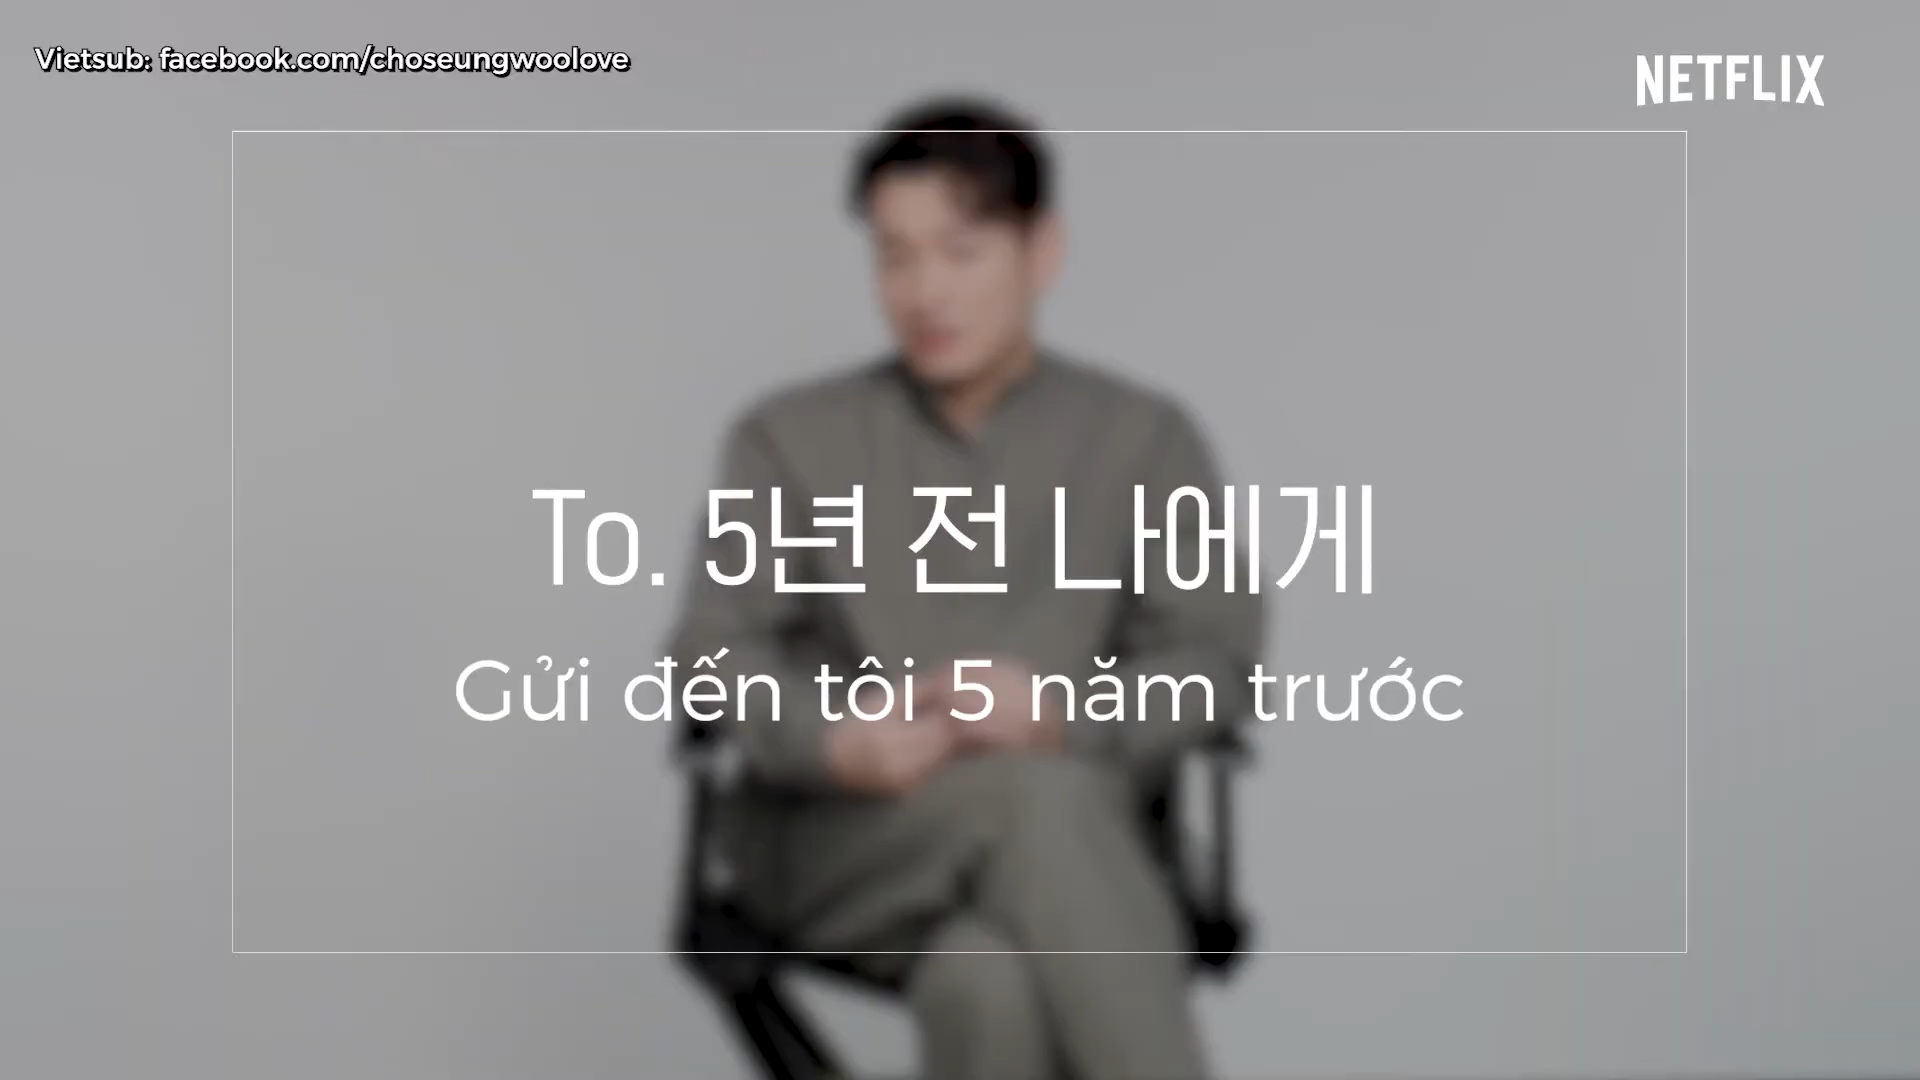 Vietsub: facebook.com/choseungwoolove
NETFLIX
To. 5년 전 나에게
Gửi đến tôi 5 năm trước